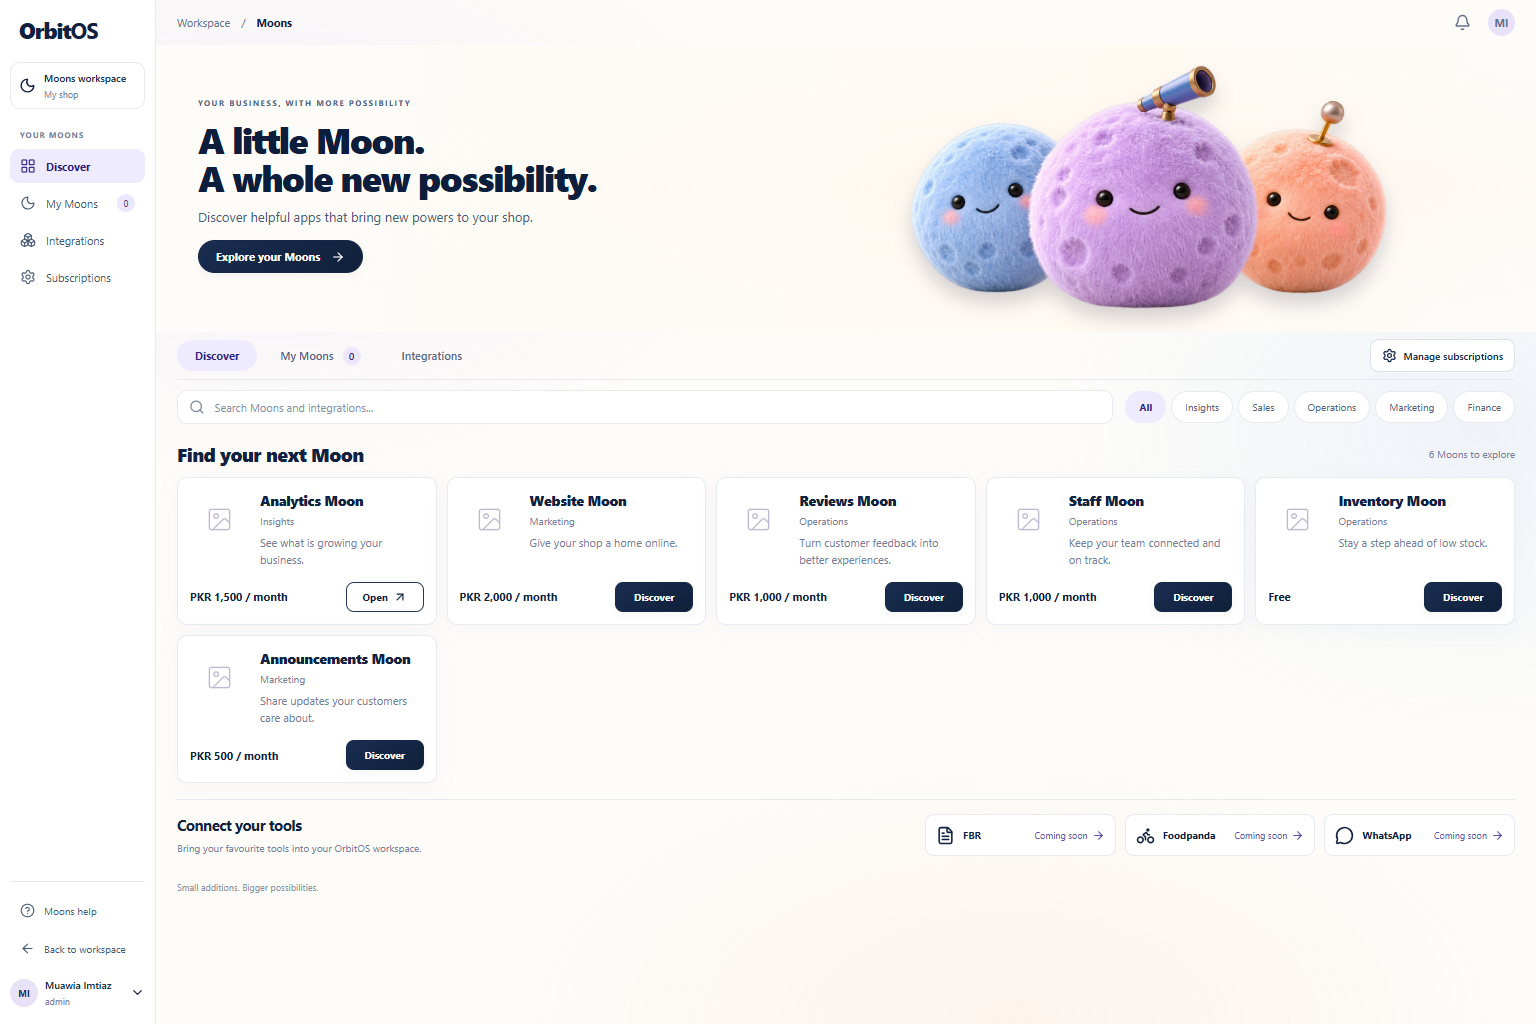 OrbitOS
Moons workspace
My shop
YOUR MOONS
Discover
My Moons 0
Integrations
Subscriptions
Moons help
Back to workspace
MI
Muawia Imtiaz
admin
Workspace / Moons
MI
YOUR BUSINESS, WITH MORE POSSIBILITY
A little Moon.
A whole new possibility.
Discover helpful apps that bring new powers to your shop.
Explore your Moons
Discover
My Moons 0
Integrations
Manage subscriptions
Search Moons and integrations...
All
Insights
Sales
Operations
Marketing
Finance
Find your next Moon
6 Moons to explore
Analytics Moon
Insights
See what is growing your
business.
PKR 1,500 / month
Open
Website Moon
Marketing
Give your shop a home online.
PKR 2,000 / month
Discover
Reviews Moon
Operations
Turn customer feedback into
better experiences.
PKR 1,000 / month
Discover
Staff Moon
Operations
Keep your team connected and
on track.
PKR 1,000 / month
Discover
Inventory Moon
Operations
Stay a step ahead of low stock.
Free
Discover
Announcements Moon
Marketing
Share updates your customers
care about.
PKR 500 / month
Discover
Connect your tools
Bring your favourite tools into your OrbitOS workspace.
FBR
Coming soon
Foodpanda
Coming soon
WhatsApp
Coming soon
Small additions. Bigger possibilities.